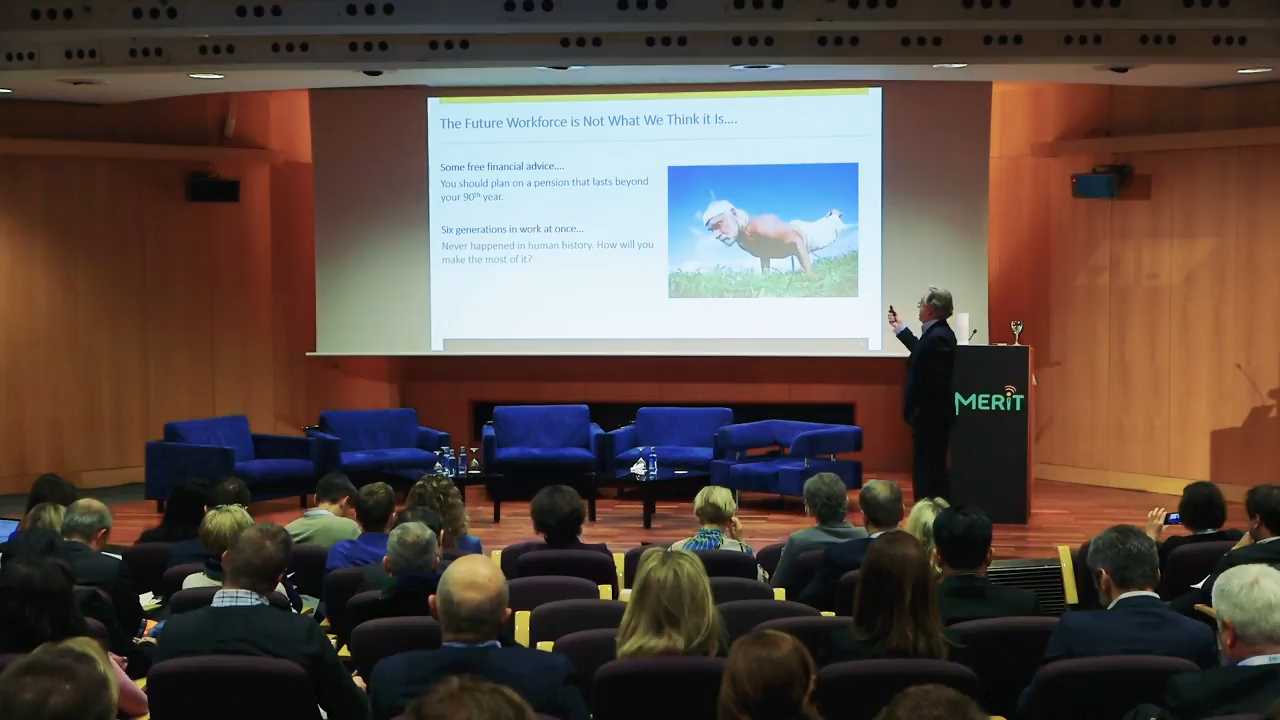 The Future Workforce is Not What We Think it Is....
Some free financial advice....
You should plan on a pension that lasts beyond
your 90th year.
Six generations in work at once...
Never happened in human history. How will you
make the most of it?
MERIT